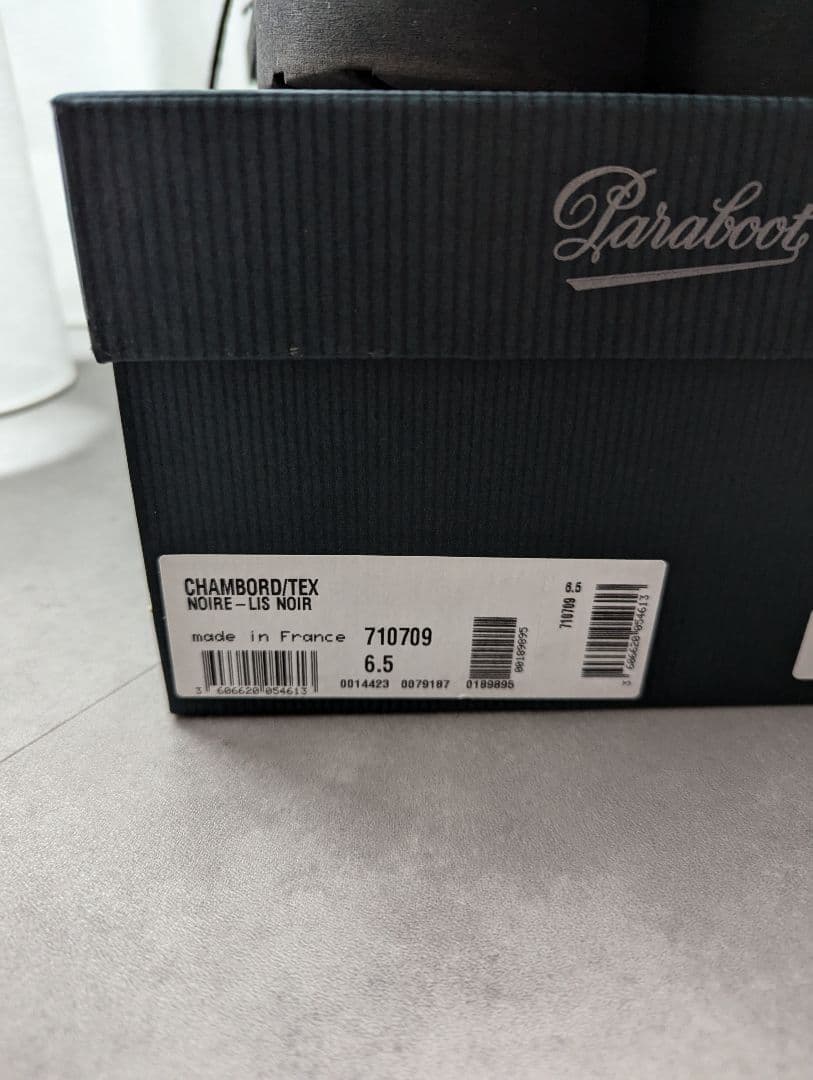 Paraboot
CHAMBORD/TEX
NOIRE-LIS NOIR
made in France 710709
6.5
3 606620 054613
0014423 0079187 0189895
00189895
6.5
710709
3 606620 054613